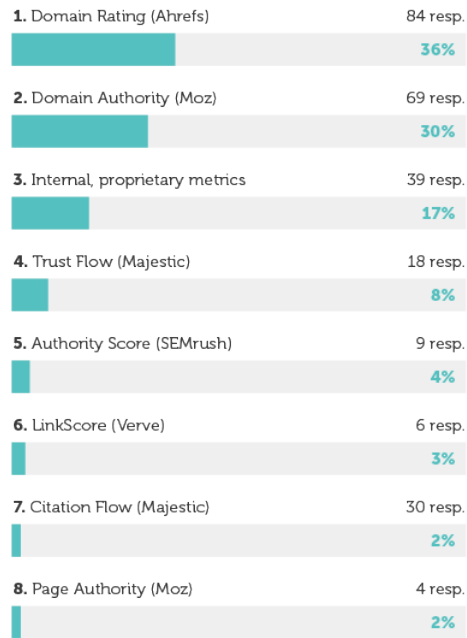 1. Domain Rating (Ahrefs) 84 resp.
36%
2. Domain Authority (Moz) 69 resp.
30%
3. Internal, proprietary metrics 39 resp.
17%
4. Trust Flow (Majestic) 18 resp.
8%
5. Authority Score (SEMrush) 9 resp.
4%
6. LinkScore (Verve) 6 resp.
3%
7. Citation Flow (Majestic) 30 resp.
2%
8. Page Authority (Moz) 4 resp.
2%